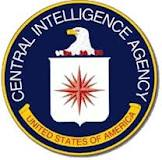 CENTRAL INTELLIGENCE AGENCY
UNITED STATES OF AMERICA